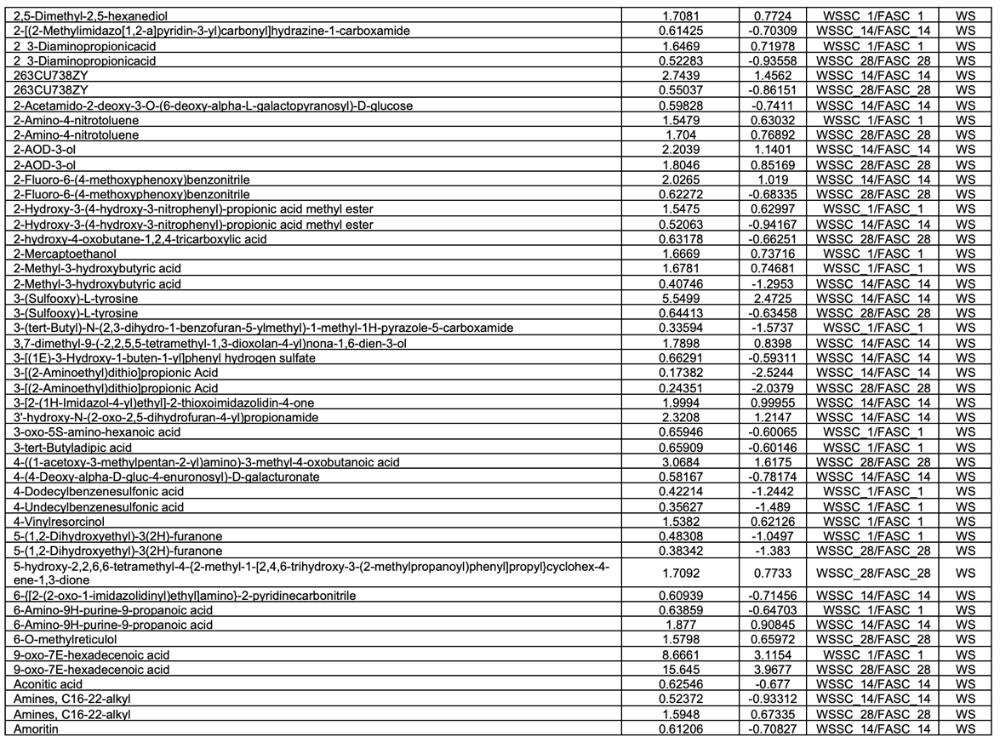 2,5-Dimethyl-2,5-hexanediol 1.7081 0.7724 WSSC_1/FASC_1 WS
2-[(2-Methylimidazo[1,2-a]pyridin-3-yl)carbonyl]hydrazine-1-carboxamide 0.61425 -0.70309 WSSC_14/FASC_14 WS
2_3-Diaminopropionicacid 1.6469 0.71978 WSSC_1/FASC_1 WS
2_3-Diaminopropionicacid 0.52283 -0.93558 WSSC_28/FASC_28 WS
263CU738ZY 2.7439 1.4562 WSSC_14/FASC_14 WS
263CU738ZY 0.55037 -0.86151 WSSC_28/FASC_28 WS
2-Acetamido-2-deoxy-3-O-(6-deoxy-alpha-L-galactopyranosyl)-D-glucose 0.59828 -0.7411 WSSC_14/FASC_14 WS
2-Amino-4-nitrotoluene 1.5479 0.63032 WSSC_1/FASC_1 WS
2-Amino-4-nitrotoluene 1.704 0.76892 WSSC_28/FASC_28 WS
2-AOD-3-ol 2.2039 1.1401 WSSC_14/FASC_14 WS
2-AOD-3-ol 1.8046 0.85169 WSSC_28/FASC_28 WS
2-Fluoro-6-(4-methoxyphenoxy)benzonitrile 2.0265 1.019 WSSC_14/FASC_14 WS
2-Fluoro-6-(4-methoxyphenoxy)benzonitrile 0.62272 -0.68335 WSSC_28/FASC_28 WS
2-Hydroxy-3-(4-hydroxy-3-nitrophenyl)-propionic acid methyl ester 1.5475 0.62997 WSSC_1/FASC_1 WS
2-Hydroxy-3-(4-hydroxy-3-nitrophenyl)-propionic acid methyl ester 0.52063 -0.94167 WSSC_14/FASC_14 WS
2-hydroxy-4-oxobutane-1,2,4-tricarboxylic acid 0.63178 -0.66251 WSSC_28/FASC_28 WS
2-Mercaptoethanol 1.6669 0.73716 WSSC_1/FASC_1 WS
2-Methyl-3-hydroxybutyric acid 1.6781 0.74681 WSSC_1/FASC_1 WS
2-Methyl-3-hydroxybutyric acid 0.40746 -1.2953 WSSC_14/FASC_14 WS
3-(Sulfooxy)-L-tyrosine 5.5499 2.4725 WSSC_14/FASC_14 WS
3-(Sulfooxy)-L-tyrosine 0.64413 -0.63458 WSSC_28/FASC_28 WS
3-(tert-Butyl)-N-(2,3-dihydro-1-benzofuran-5-ylmethyl)-1-methyl-1H-pyrazole-5-carboxamide 0.33594 -1.5737 WSSC_1/FASC_1 WS
3,7-dimethyl-9-(-2,2,5,5-tetramethyl-1,3-dioxolan-4-yl)nona-1,6-dien-3-ol 1.7898 0.8398 WSSC_14/FASC_14 WS
3-[(1E)-3-Hydroxy-1-buten-1-yl]phenyl hydrogen sulfate 0.66291 -0.59311 WSSC_14/FASC_14 WS
3-[(2-Aminoethyl)dithio]propionic Acid 0.17382 -2.5244 WSSC_14/FASC_14 WS
3-[(2-Aminoethyl)dithio]propionic Acid 0.24351 -2.0379 WSSC_28/FASC_28 WS
3-[2-(1H-Imidazol-4-yl)ethyl]-2-thioxoimidazolidin-4-one 1.9994 0.99955 WSSC_14/FASC_14 WS
3'-hydroxy-N-(2-oxo-2,5-dihydrofuran-4-yl)propionamide 2.3208 1.2147 WSSC_14/FASC_14 WS
3-oxo-5S-amino-hexanoic acid 0.65946 -0.60065 WSSC_1/FASC_1 WS
3-tert-Butyladipic acid 0.65909 -0.60146 WSSC_1/FASC_1 WS
4-((1-acetoxy-3-methylpentan-2-yl)amino)-3-methyl-4-oxobutanoic acid 3.0684 1.6175 WSSC_28/FASC_28 WS
4-(4-Deoxy-alpha-D-gluc-4-enuronosyl)-D-galacturonate 0.58167 -0.78174 WSSC_14/FASC_14 WS
4-Dodecylbenzenesulfonic acid 0.42214 -1.2442 WSSC_1/FASC_1 WS
4-Undecylbenzenesulfonic acid 0.35627 -1.489 WSSC_1/FASC_1 WS
4-Vinylresorcinol 1.5382 0.62126 WSSC_1/FASC_1 WS
5-(1,2-Dihydroxyethyl)-3(2H)-furanone 0.48308 -1.0497 WSSC_1/FASC_1 WS
5-(1,2-Dihydroxyethyl)-3(2H)-furanone 0.38342 -1.383 WSSC_28/FASC_28 WS
5-hydroxy-2,2,6,6-tetramethyl-4-{2-methyl-1-[2,4,6-trihydroxy-3-(2-methylpropanoyl)phenyl]propyl}cyclohex-4-
ene-1,3-dione 1.7092 0.7733 WSSC_28/FASC_28 WS
6-{[2-(2-oxo-1-imidazolidinyl)ethyl]amino}-2-pyridinecarbonitrile 0.60939 -0.71456 WSSC_14/FASC_14 WS
6-Amino-9H-purine-9-propanoic acid 0.63859 -0.64703 WSSC_1/FASC_1 WS
6-Amino-9H-purine-9-propanoic acid 1.877 0.90845 WSSC_14/FASC_14 WS
6-O-methylreticulol 1.5798 0.65972 WSSC_28/FASC_28 WS
9-oxo-7E-hexadecenoic acid 8.6661 3.1154 WSSC_1/FASC_1 WS
9-oxo-7E-hexadecenoic acid 15.645 3.9677 WSSC_28/FASC_28 WS
Aconitic acid 0.62546 -0.677 WSSC_14/FASC_14 WS
Amines, C16-22-alkyl 0.52372 -0.93312 WSSC_14/FASC_14 WS
Amines, C16-22-alkyl 1.5948 0.67335 WSSC_28/FASC_28 WS
Amoritin 0.61206 -0.70827 WSSC_14/FASC_14 WS